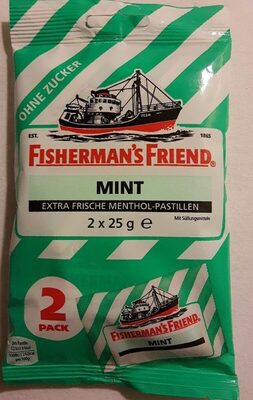 OHNE ZUCKER
EST. 1865
FISHERMAN'S FRIEND®
MINT
EXTRA FRISCHE MENTHOL-PASTILLEN
2 x 25 g ℮
Mit Süßungsmitteln
2
PACK
FISHERMAN'S FRIEND
MINT